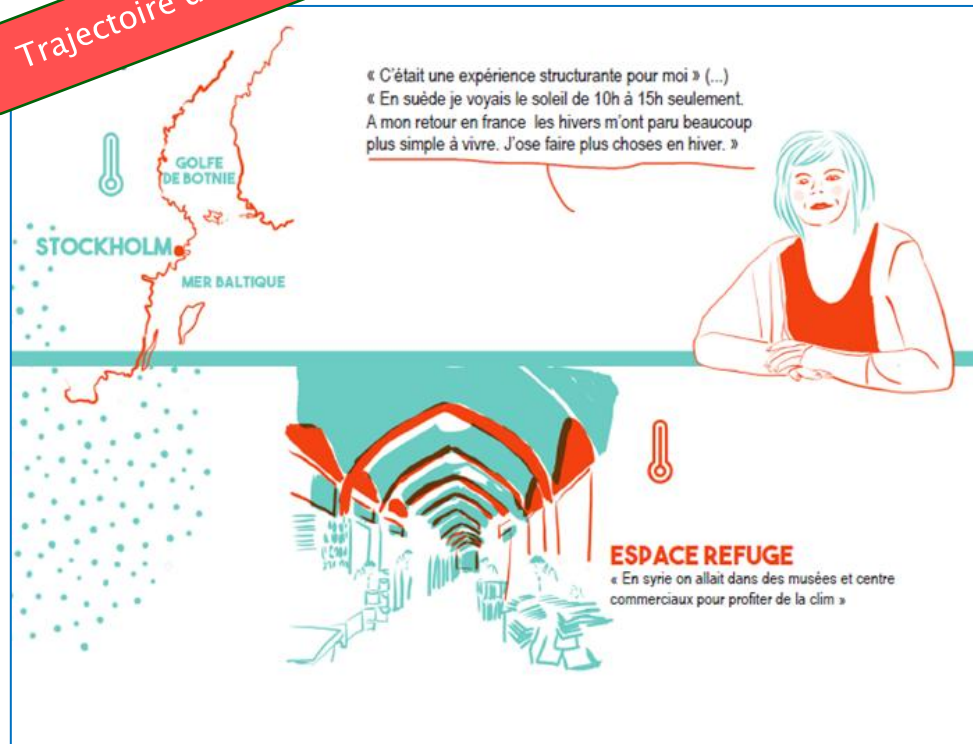 Trajectoire
« C'était une expérience structurante pour moi » (...)
« En suède je voyais le soleil de 10h à 15h seulement.
A mon retour en france les hivers m'ont paru beaucoup
plus simple à vivre. J'ose faire plus choses en hiver. »
GOLFE
DE BOTNIE
STOCKHOLM
MER BALTIQUE
ESPACE REFUGE
« En syrie on allait dans des musées et centre
commerciaux pour profiter de la clim »